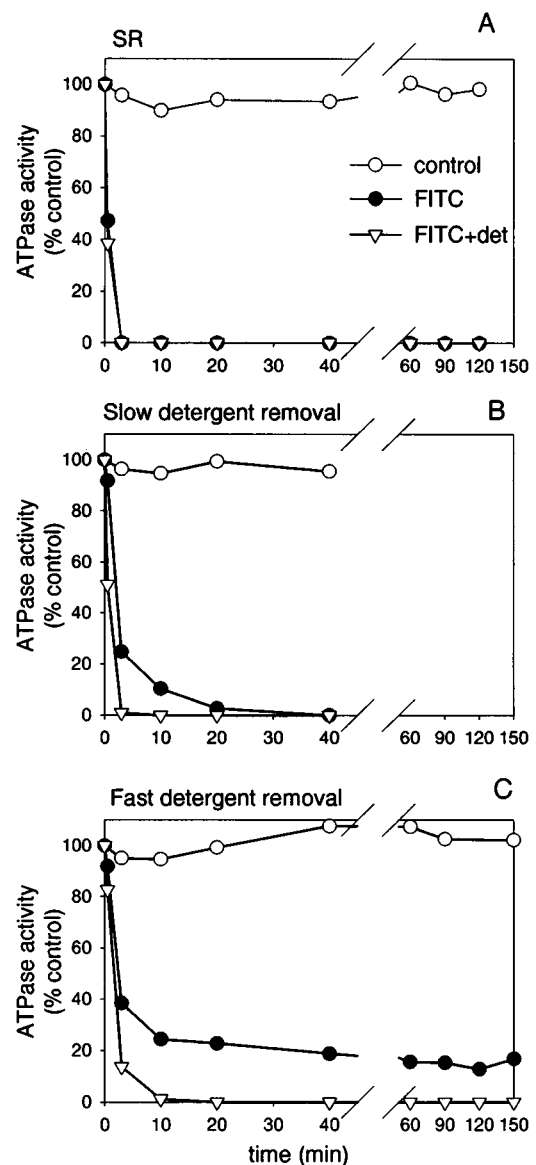 SR
A
ATPase activity
(% control)
100
80
60
40
20
0
control
FITC
FITC+det
0 10 20 30 40 60 90 120 150
Slow detergent removal
B
ATPase activity
(% control)
100
80
60
40
20
0
0 10 20 30 40 60 90 120 150
Fast detergent removal
C
ATPase activity
(% control)
100
80
60
40
20
0
0 10 20 30 40 60 90 120 150
time (min)